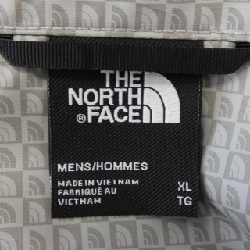 THE
NORTH
FACE
MENS/HOMMES
MADE IN VIETNAM
FABRIQUÉ AU
VIETNAM
XL
TG